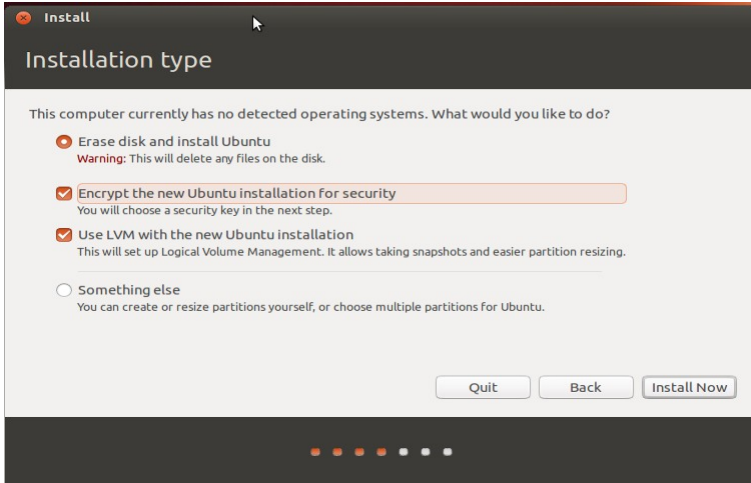 Install
Installation type
This computer currently has no detected operating systems. What would you like to do?
Erase disk and install Ubuntu
Warning: This will delete any files on the disk.
Encrypt the new Ubuntu installation for security
You will choose a security key in the next step.
Use LVM with the new Ubuntu installation
This will set up Logical Volume Management. It allows taking snapshots and easier partition resizing.
Something else
You can create or resize partitions yourself, or choose multiple partitions for Ubuntu.
Quit Back Install Now